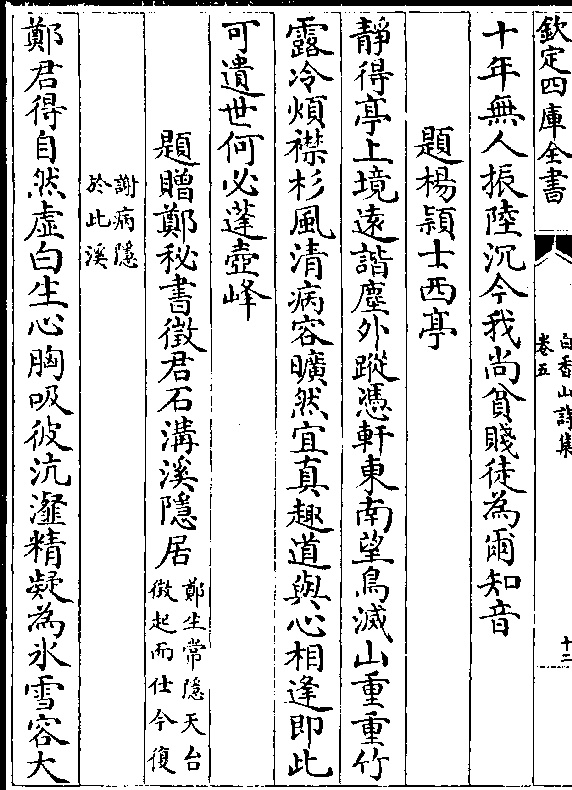 欽定四庫全書
白香山詩集
卷五
十二
十年無人振陸沉今我尚貧賤徒為爾知音
題楊頴士西亭
靜得亭上境逺諧塵外蹤憑軒東南望鳥滅山重重竹
露冷煩襟杉風清病容曠然宜真趣道與心相逢即此
可遺世何必蓬壺峰
題贈鄭秘書徵君石溝溪隱居
鄭生常隱天台
徵起而仕今復
謝病隱
於此溪
鄭君得自然虛白生心胸吸彼沆瀣精凝為氷雪容大